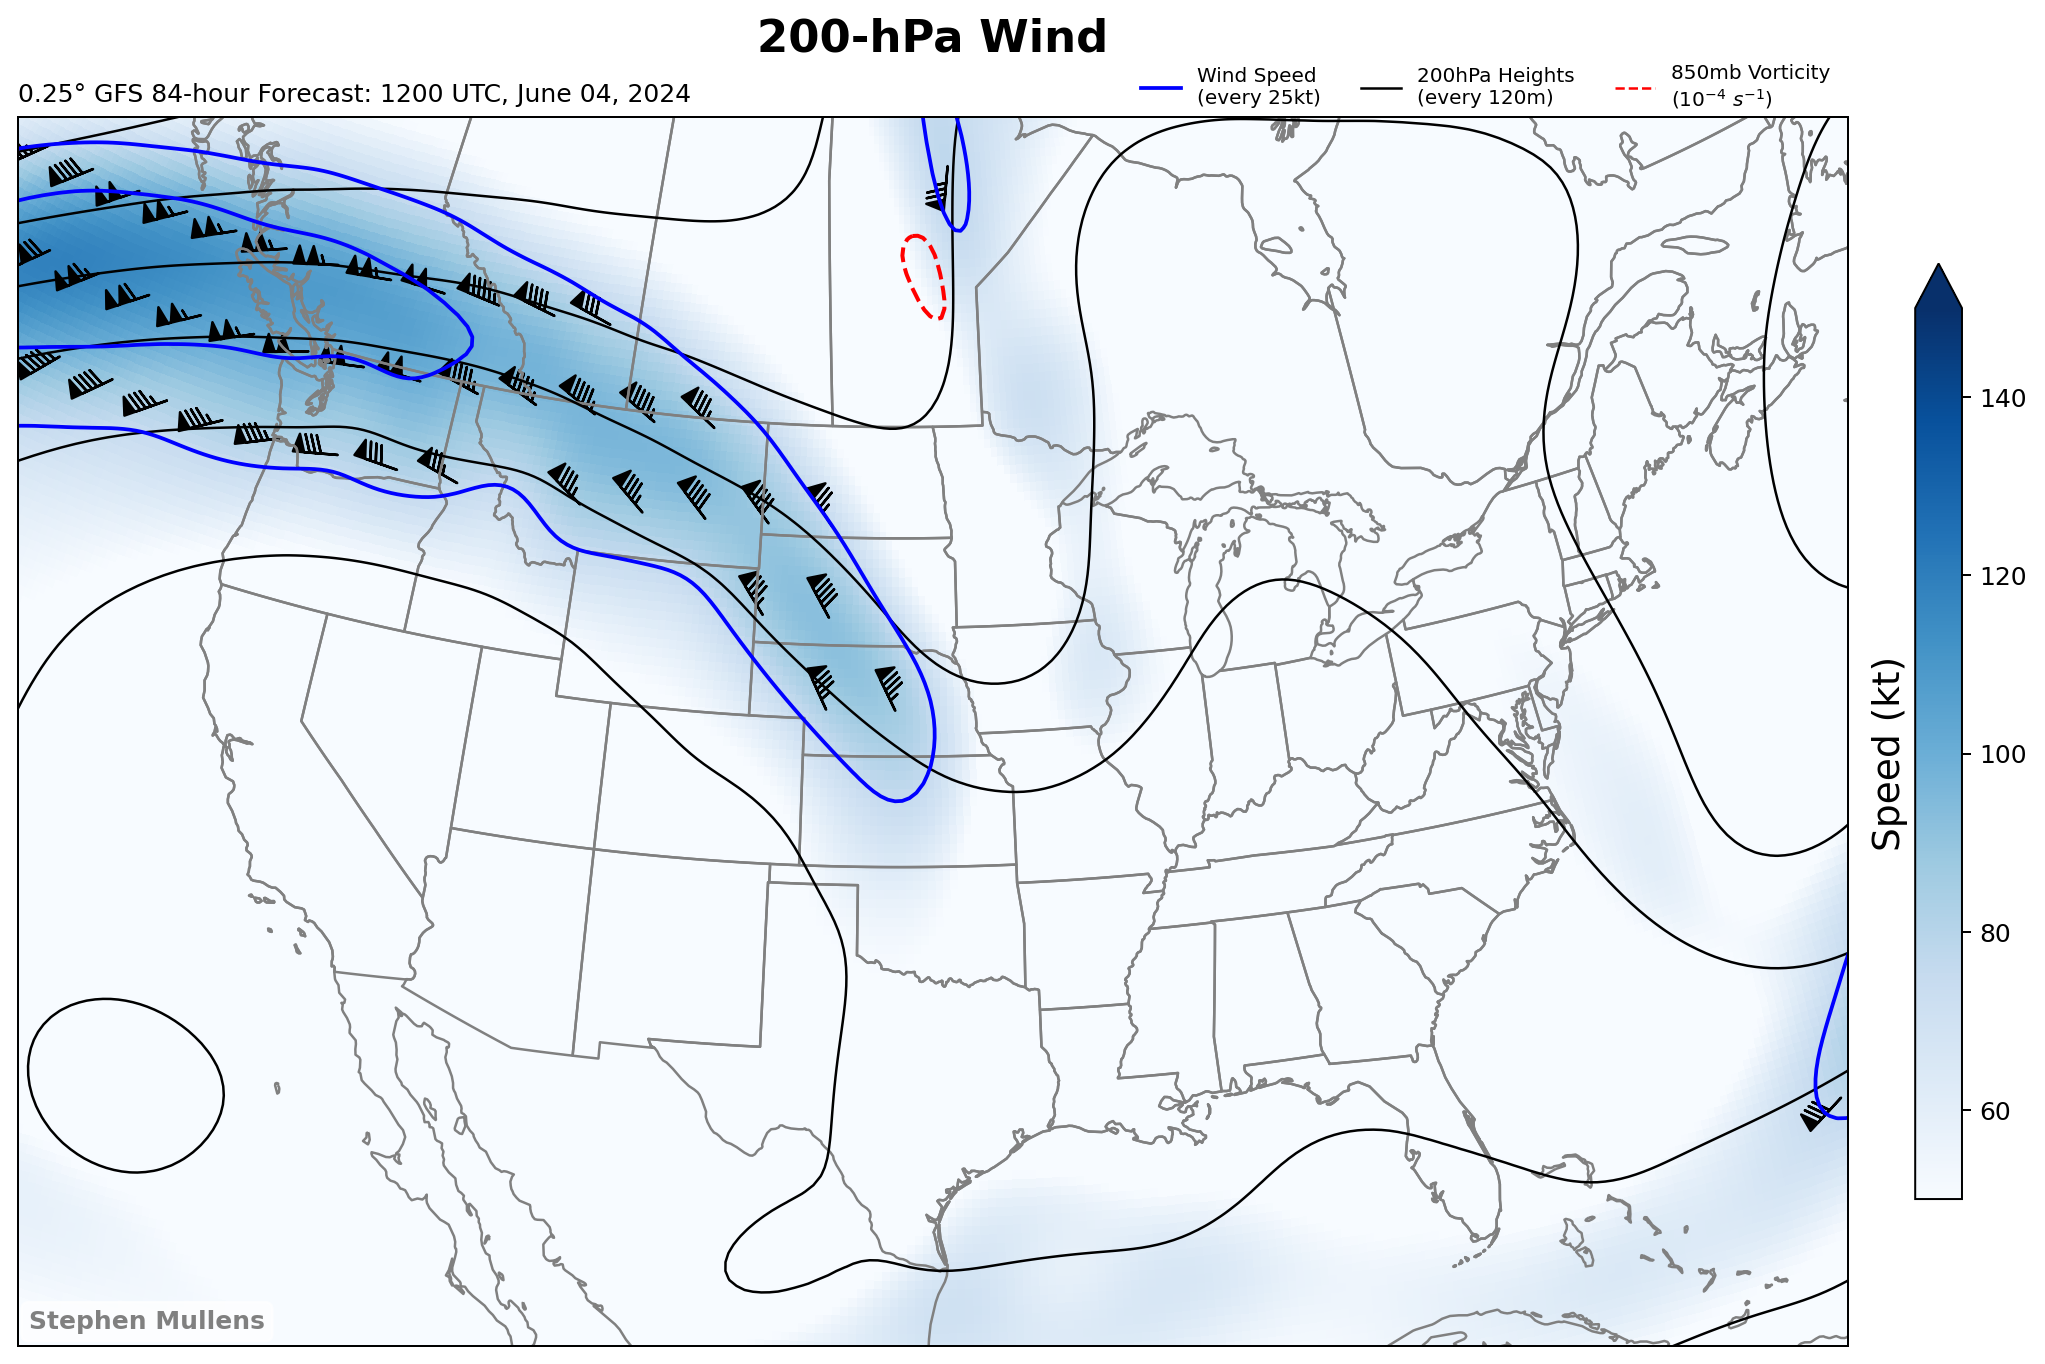 200-hPa Wind
0.25° GFS 84-hour Forecast: 1200 UTC, June 04, 2024
Wind Speed
(every 25kt)
200hPa Heights
(every 120m)
850mb Vorticity
(10⁻⁴ s⁻¹)
140
120
100
80
60
Speed (kt)
Stephen Mullens